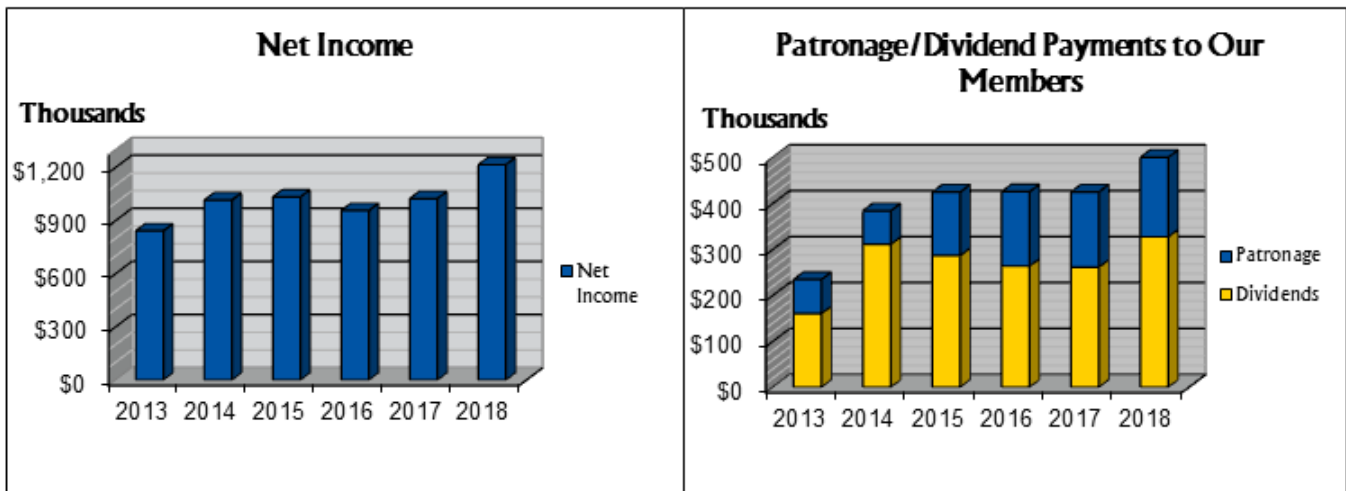 Net Income
Thousands
$1,200
$900
$600
$300
$0
2013 2014 2015 2016 2017 2018
Net
Income
Patronage/Dividend Payments to Our
Members
Thousands
$500
$400
$300
$200
$100
$0
2013 2014 2015 2016 2017 2018
Patronage
Dividends